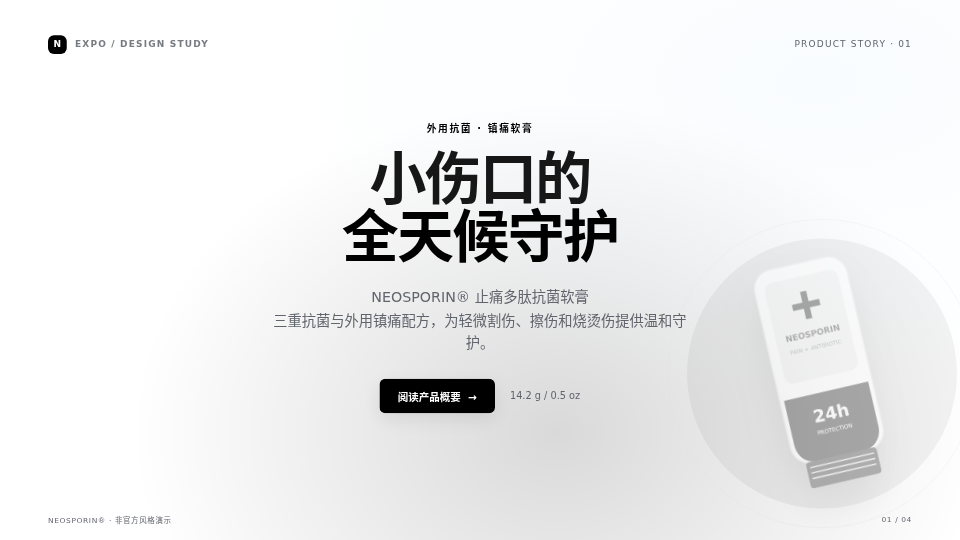 N EXPO / DESIGN STUDY
PRODUCT STORY · 01
外用抗菌 · 镇痛软膏
小伤口的
全天候守护
NEOSPORIN® 止痛多肽抗菌软膏
三重抗菌与外用镇痛配方，为轻微割伤、擦伤和烧烫伤提供温和守
护。
阅读产品概要 →
14.2 g / 0.5 oz
NEOSPORIN
PAIN + ANTIBIOTIC
24h
PROTECTION
NEOSPORIN® · 非官方风格演示
01 / 04